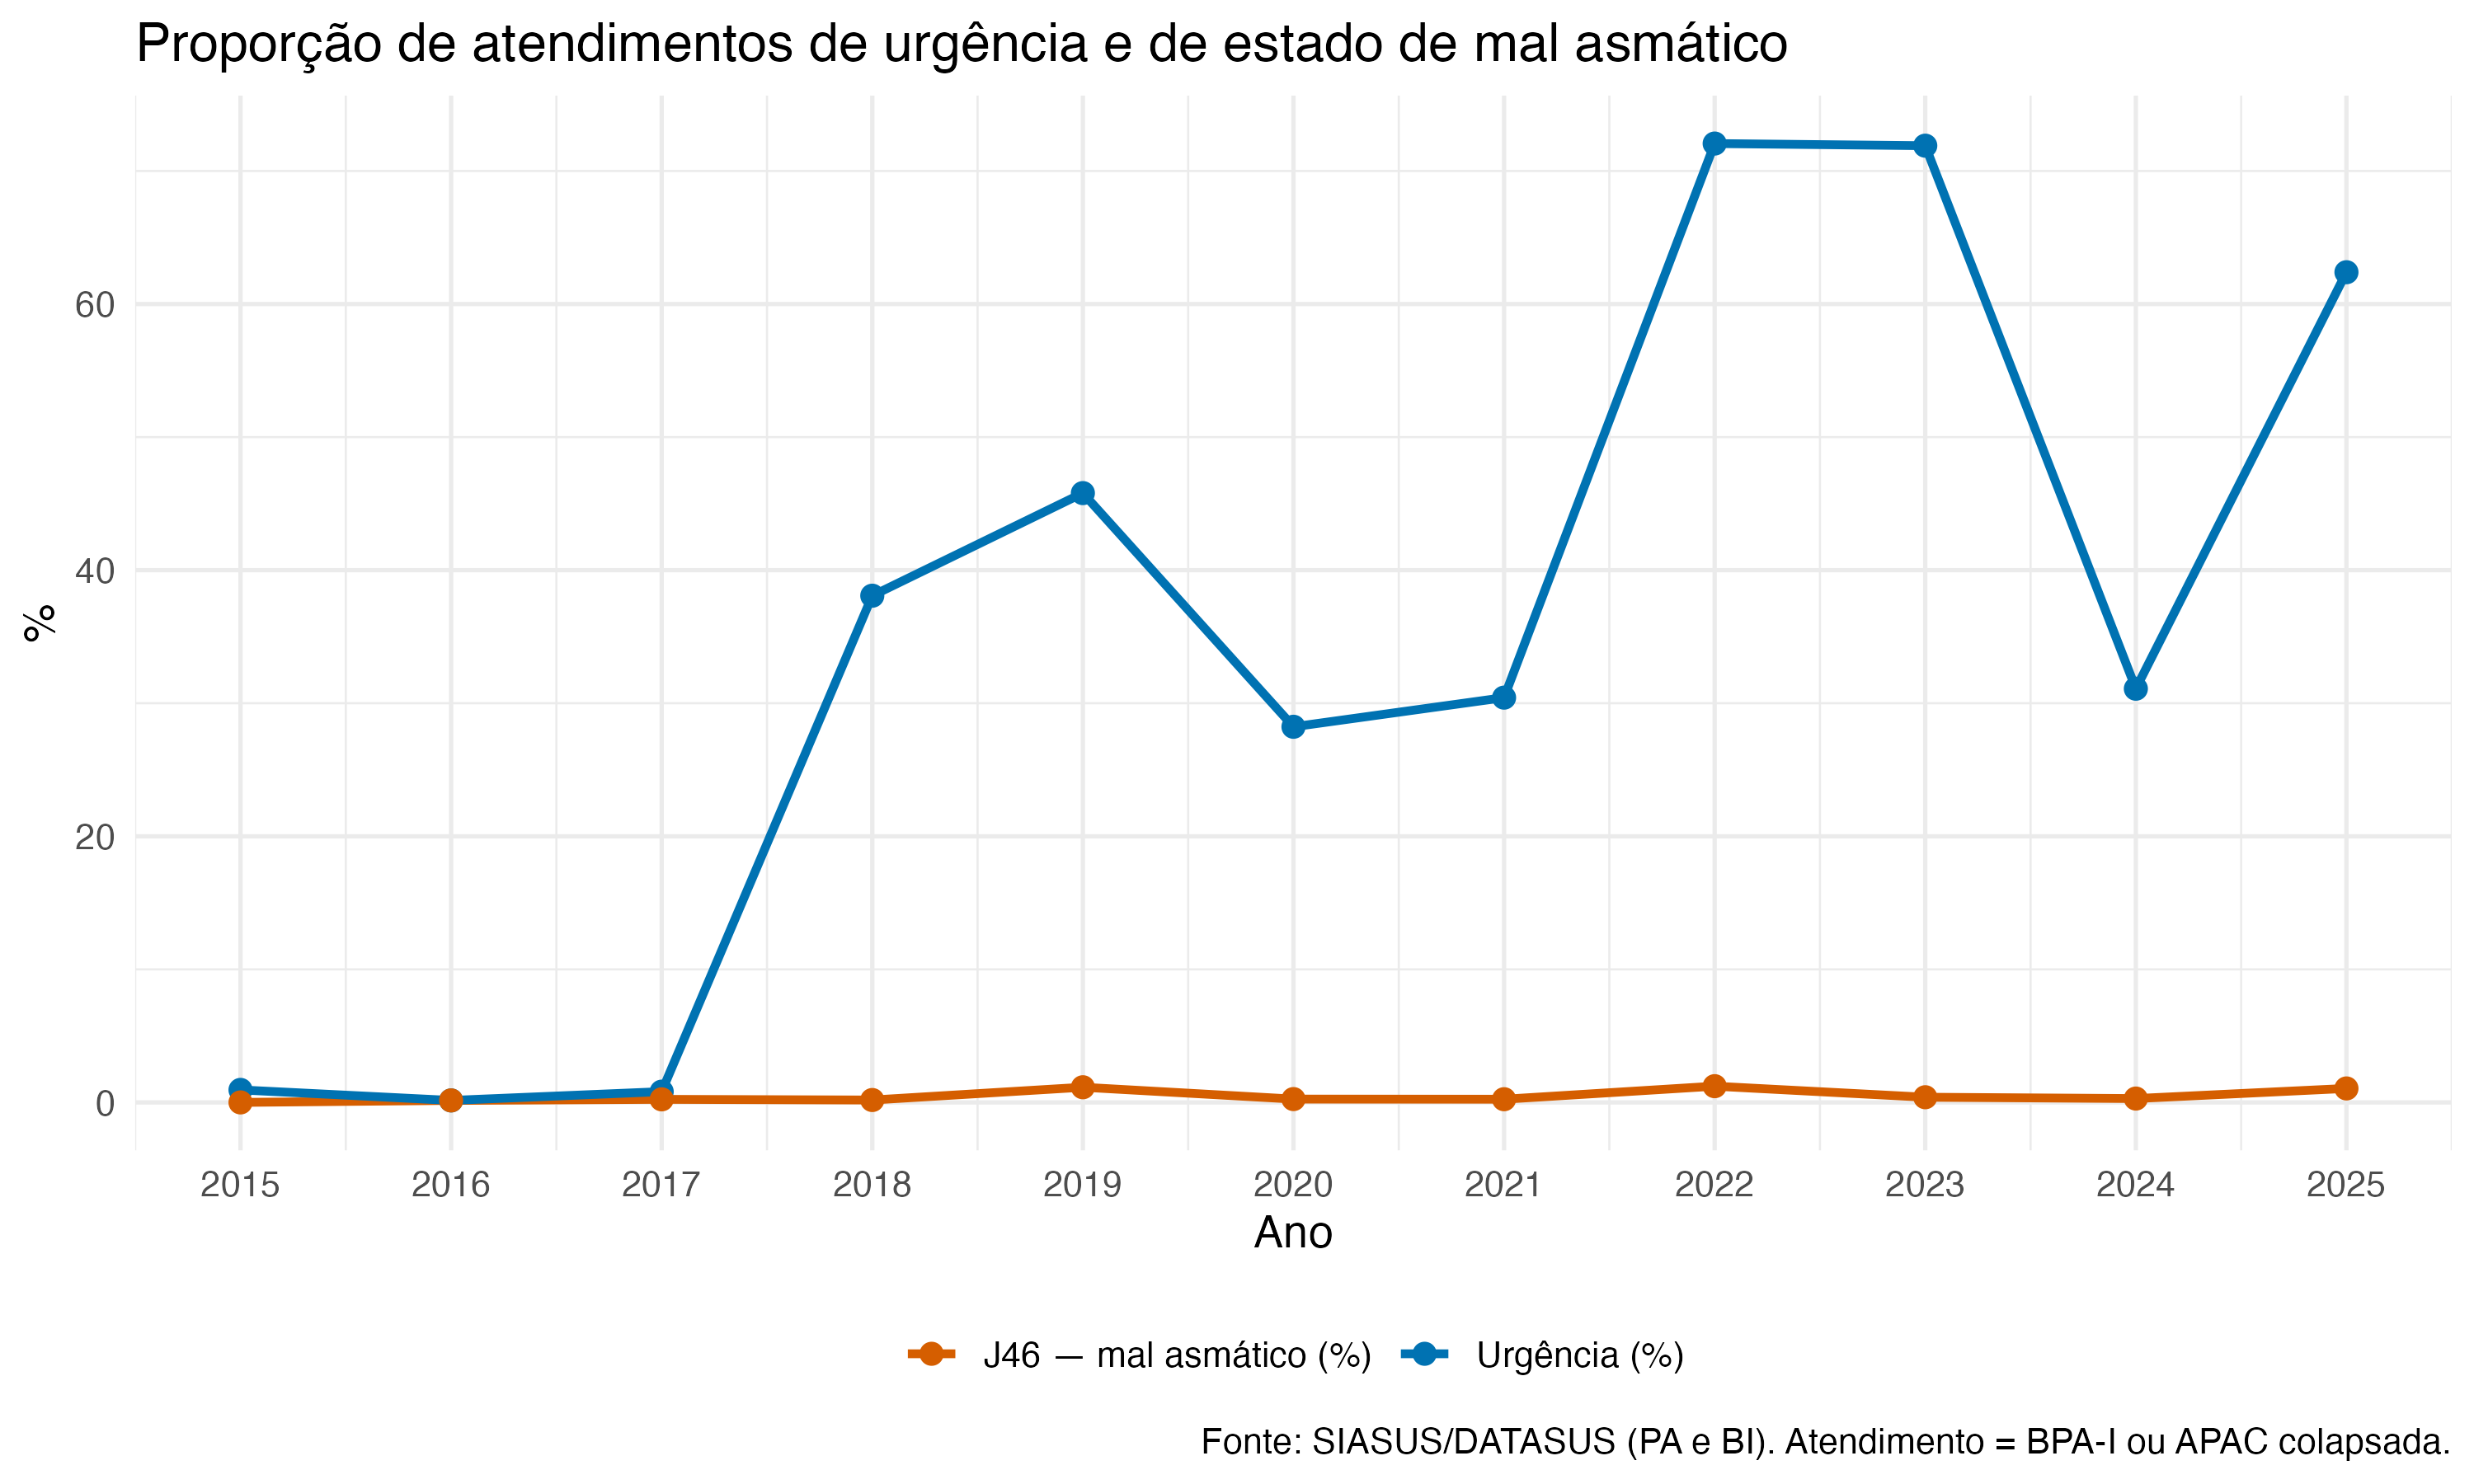 Proporção de atendimentos de urgência e de estado de mal asmático
%
60
40
20
0
2015 2016 2017 2018 2019 2020 2021 2022 2023 2024 2025
Ano
J46 — mal asmático (%) Urgência (%)
Fonte: SIASUS/DATASUS (PA e BI). Atendimento = BPA-I ou APAC colapsada.